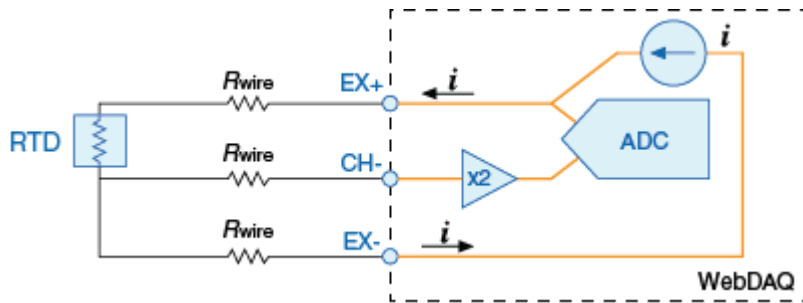 i
Rwire
EX+
i
RTD
Rwire
CH-
x2
ADC
Rwire
EX-
i
WebDAQ